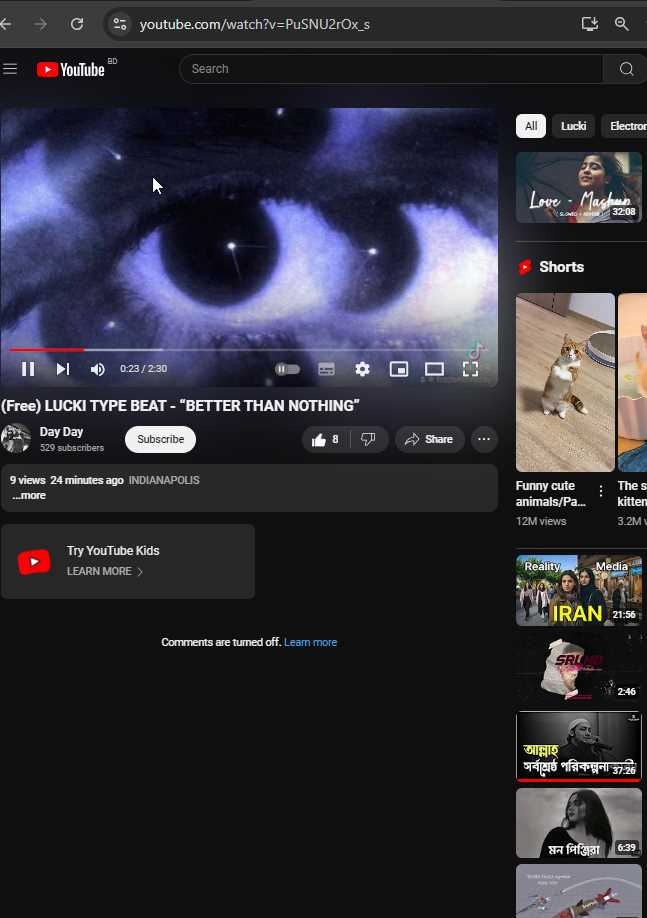 youtube.com/watch?v=PuSNU2rOx_s
YouTube BD
Search
0:23 / 2:30
(Free) LUCKI TYPE BEAT - “BETTER THAN NOTHING”
Day Day
529 subscribers
Subscribe
8
Share
9 views 24 minutes ago INDIANAPOLIS
...more
Try YouTube Kids
LEARN MORE
Comments are turned off. Learn more
All
Lucki
Electror
Love - Mashup
32:08
Shorts
Funny cute
animals/Pa...
12M views
The s
kitten
3.2M v
Reality
Media
IRAN
21:56
2:46
আল্লাহ
সর্বশ্রেষ্ঠ পরিকল্পনাকারী
37:26
মন পিঞ্জিরা
6:39